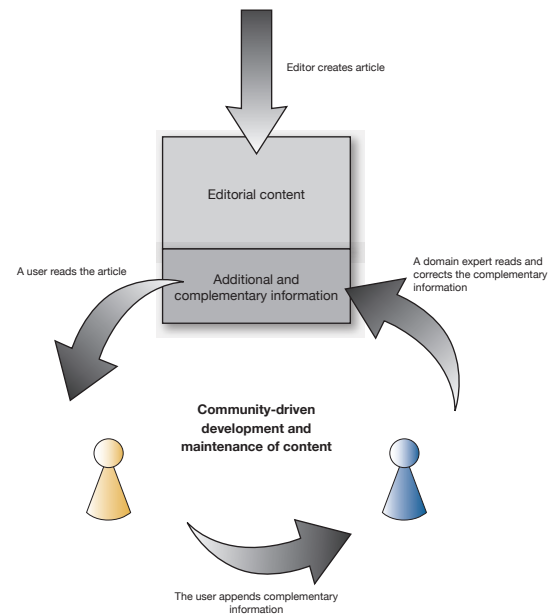 Editor creates article
Editorial content
A user reads the article
Additional and
complementary information
A domain expert reads and
corrects the complementary
information
Community-driven
development and
maintenance of content
The user appends complementary
information